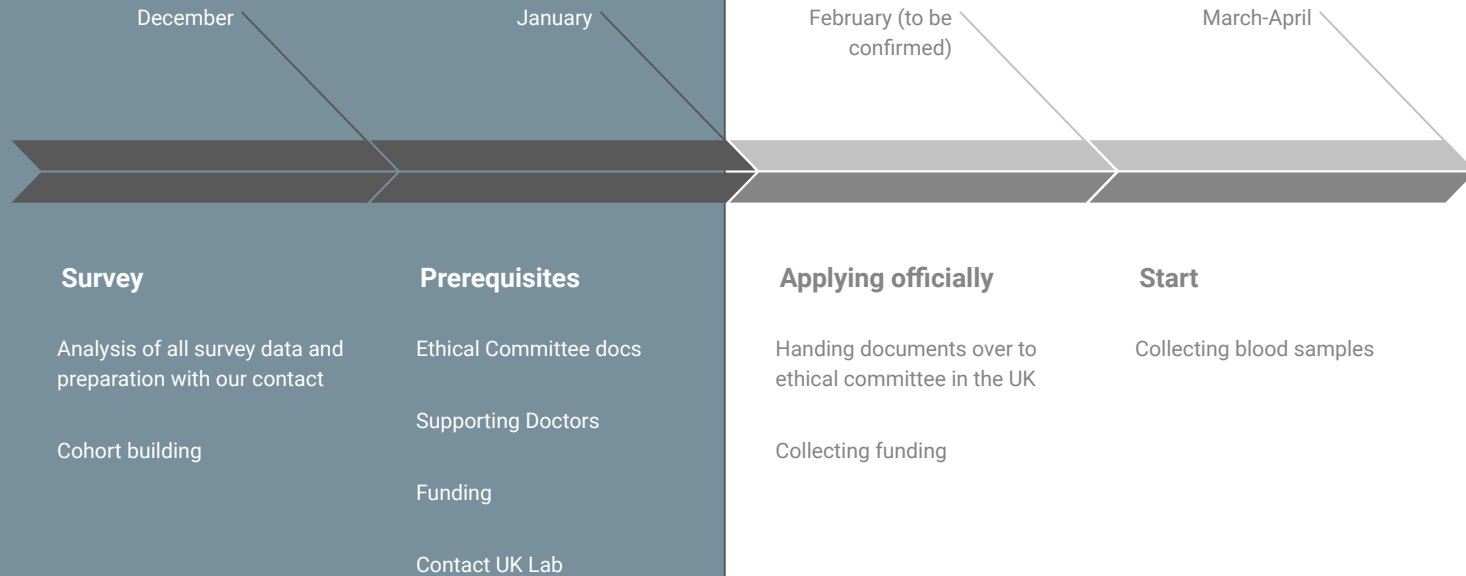 December
January
February (to be
confirmed)
March-April
Survey
Analysis of all survey data and
preparation with our contact
Cohort building
Prerequisites
Ethical Committee docs
Supporting Doctors
Funding
Contact UK Lab
Applying officially
Handing documents over to
ethical committee in the UK
Collecting funding
Start
Collecting blood samples